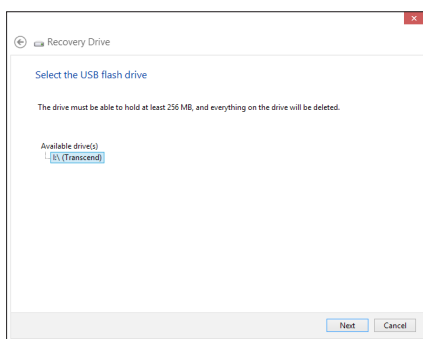 Recovery Drive
Select the USB flash drive
The drive must be able to hold at least 256 MB, and everything on the drive will be deleted.
Available drive(s)
(Transcend)
Next
Cancel